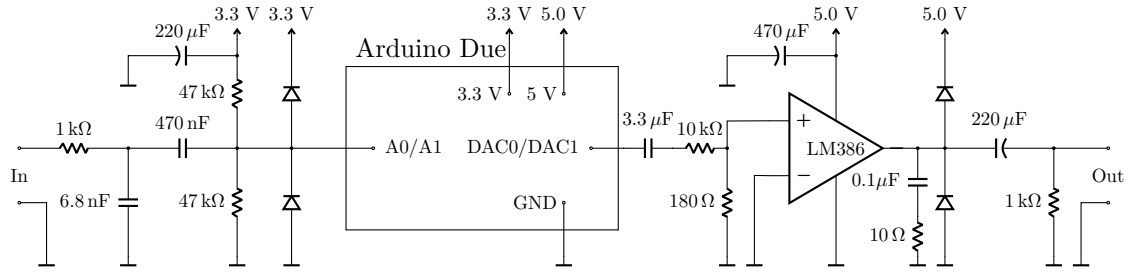 3.3 V 3.3 V 3.3 V 5.0 V 5.0 V 5.0 V
220 µF
Arduino Due
470 µF
47 kΩ
3.3 V 5 V
1 kΩ
470 nF
3.3 µF
10 kΩ
+
220 µF
A0/A1
DAC0/DAC1
LM386
In
−
0.1µF
Out
6.8 nF
47 kΩ
GND
180 Ω
1 kΩ
10 Ω